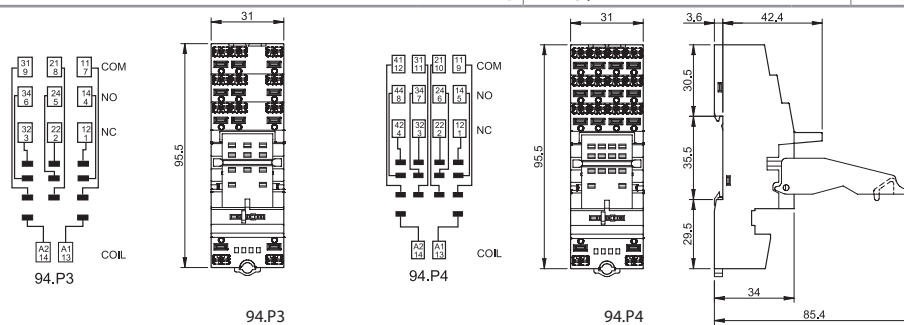 31 31 3,6 42.4
31 21 11
9 8 7 COM
34 24 14
6 5 4 NO
32 22 12
3 2 1 NC
A2 A1
14 13 COIL
94.P3
95.5
94.P3
41 31 21 11
12 11 10 9 COM
44 34 24 14
8 7 6 5 NO
42 32 22 12
4 3 2 1 NC
A2 A1
14 13 COIL
94.P4
95.5
94.P4
30.5
35.5
29.5
34
85.4